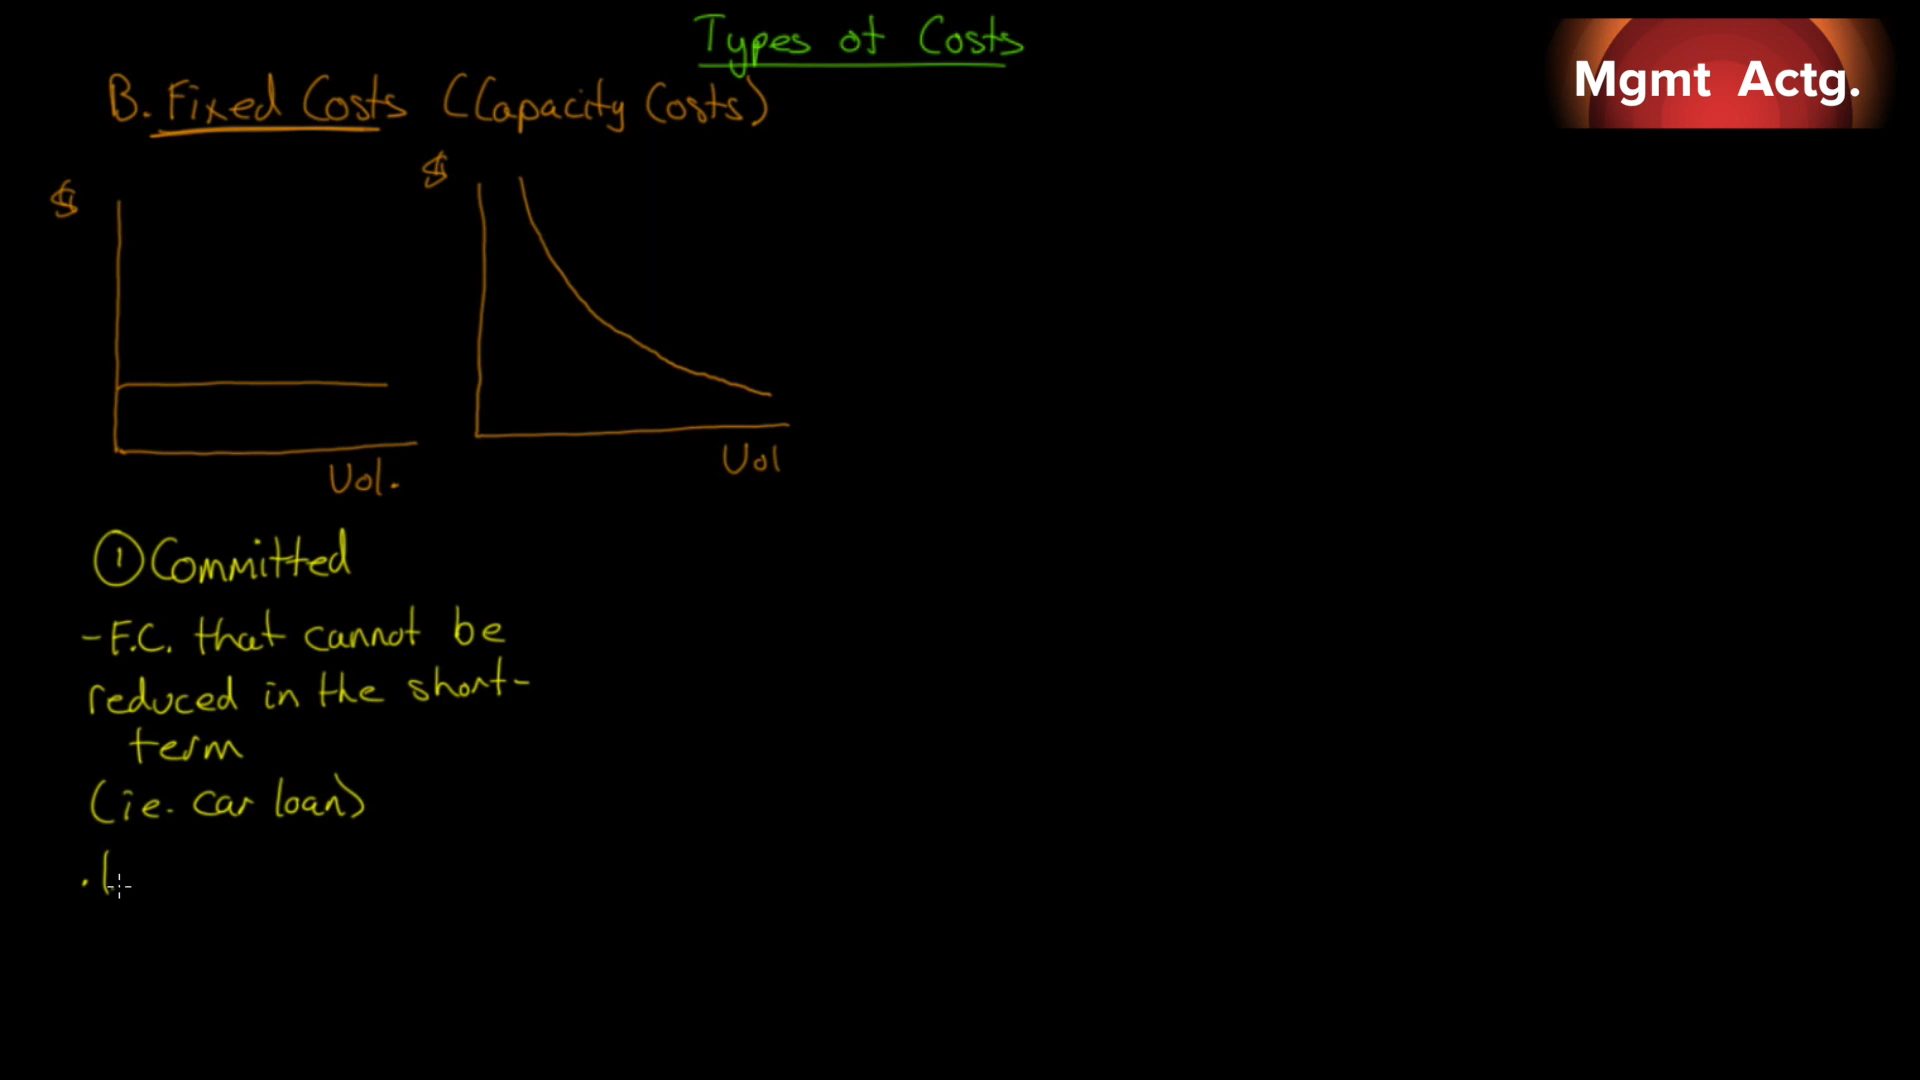 Types of Costs
Mgmt Actg.
B. Fixed Costs (Capacity Costs)
$
$
Vol.
Vol
① Committed
- F.C. that cannot be
reduced in the short-
term
(ie. car loan)